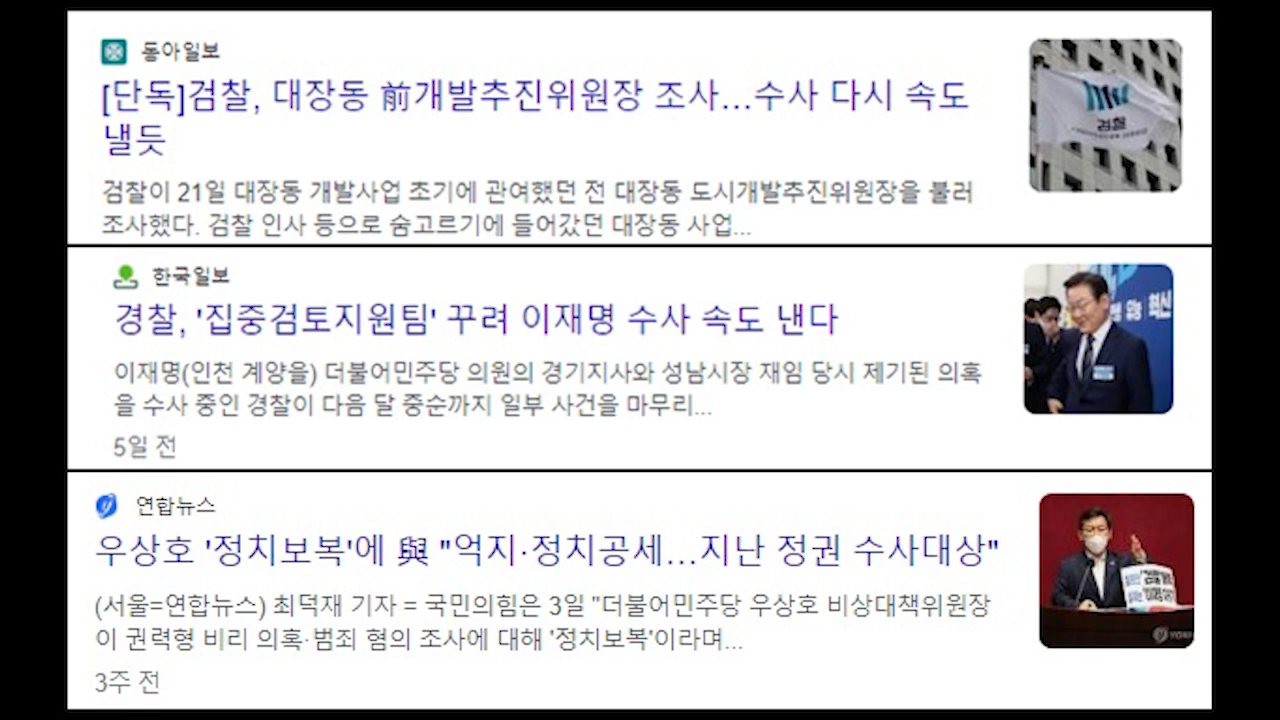 동아일보
[단독]검찰, 대장동 前개발추진위원장 조사...수사 다시 속도
낼듯
검찰이 21일 대장동 개발사업 초기에 관여했던 전 대장동 도시개발추진위원장을 불러
조사했다. 검찰 인사 등으로 숨고르기에 들어갔던 대장동 사업...
검찰
한국일보
경찰, '집중검토지원팀' 꾸려 이재명 수사 속도 낸다
이재명(인천 계양을) 더불어민주당 의원의 경기지사와 성남시장 재임 당시 제기된 의혹
을 수사 중인 경찰이 다음 달 중순까지 일부 사건을 마무리...
5일 전
유능 혁신
연합뉴스
우상호 '정치보복'에 與 "억지·정치공세...지난 정권 수사대상"
(서울=연합뉴스) 최덕재 기자 = 국민의힘은 3일 "더불어민주당 우상호 비상대책위원장
이 권력형 비리 의혹·범죄 혐의 조사에 대해 '정치보복'이라며...
3주 전